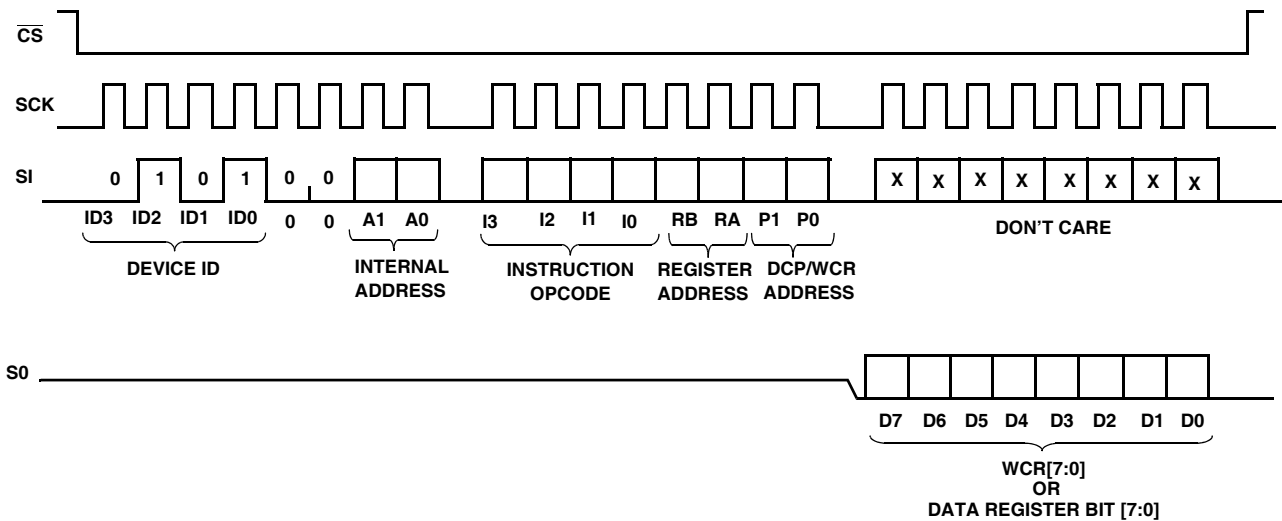 CS
SCK
SI 0 1 0 1 0 0 X X X X X X X X
ID3 ID2 ID1 ID0 0 0 A1 A0 I3 I2 I1 I0 RB RA P1 P0 DON'T CARE
DEVICE ID
INTERNAL
ADDRESS
INSTRUCTION
OPCODE
REGISTER
ADDRESS
DCP/WCR
ADDRESS
S0
D7 D6 D5 D4 D3 D2 D1 D0
WCR[7:0]
OR
DATA REGISTER BIT [7:0]